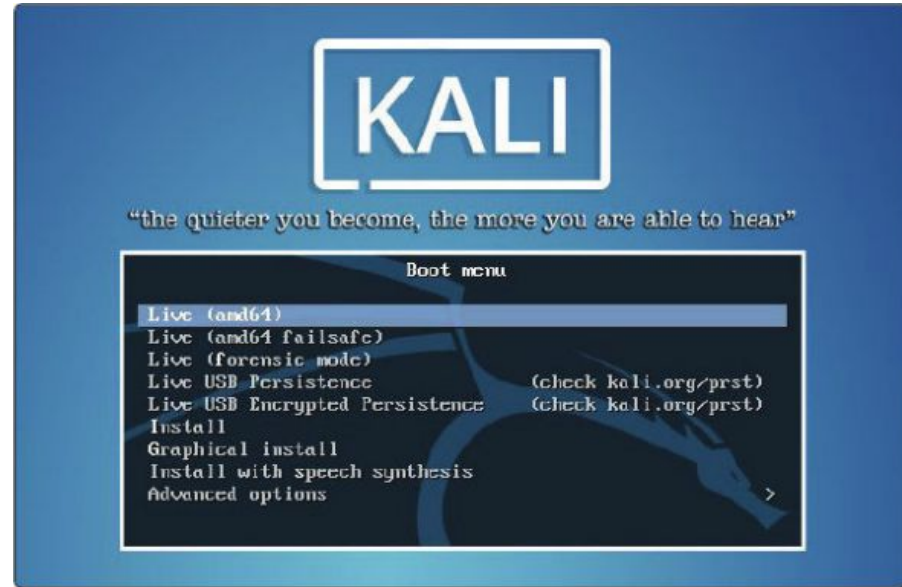 KALI
“the quieter you become, the more you are able to hear”
Boot menu
Live (amd64)
Live (amd64 failsafe)
Live (forensic mode)
Live USB Persistence (check kali.org/prst)
Live USB Encrypted Persistence (check kali.org/prst)
Install
Graphical install
Install with speech synthesis
Advanced options >